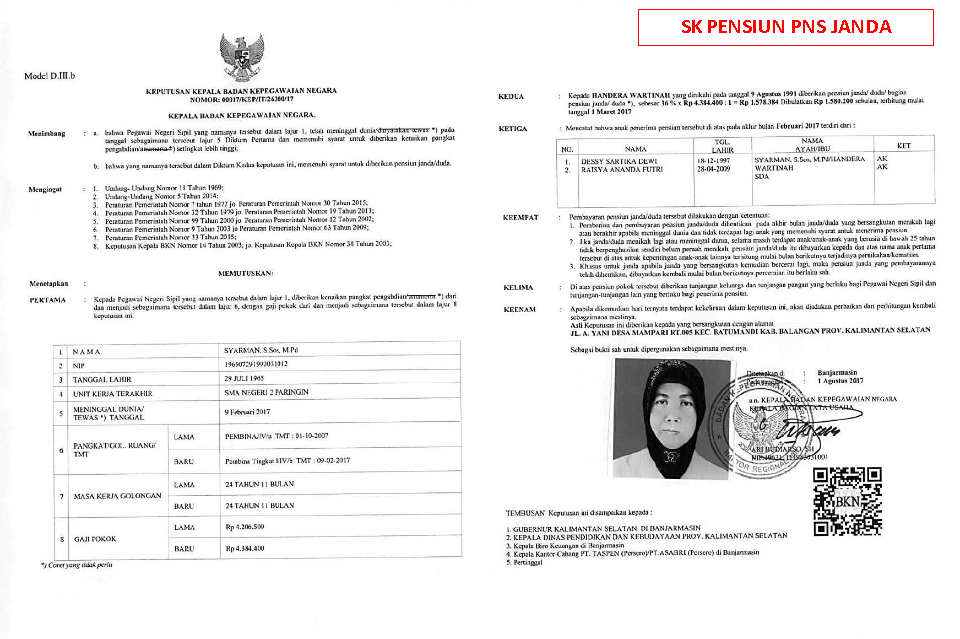 SK PENSIUN PNS JANDA
Model D.III.b
KEPUTUSAN KEPALA BADAN KEPEGAWAIAN NEGARA
NOMOR: 00017/KEP/IT/26300/17
KEPALA BADAN KEPEGAWAIAN NEGARA,
Menimbang : a. bahwa Pegawai Negeri Sipil yang namanya tersebut dalam lajur 1, telah meninggal dunia/dinyatakan tewas *) pada
tanggal sebagaimana tersebut lajur 5 Diktum Pertama dan memenuhi syarat untuk diberikan kenaikan pangkat
pengabdian/anumerta *) setingkat lebih tinggi.
b. bahwa yang namanya tersebut dalam Diktum Kedua keputusan ini, memenuhi syarat untuk diberikan pensiun janda/duda.
Mengingat : 1. Undang- Undang Nomor 11 Tahun 1969;
2. Undang-Undang Nomor 5 Tahun 2014;
3. Peraturan Pemerintah Nomor 7 tahun 1977 jo Peraturan Pemerintah Nomor 30 Tahun 2015;
4. Peraturan Pemerintah Nomor 32 Tahun 1979 jo Peraturan Pemerintah Nomor 19 Tahun 2013;
5. Peraturan Pemerintah Nomor 99 Tahun 2000 jo Peraturan Pemerintah Nomor 12 Tahun 2002;
6. Peraturan Pemerintah Nomor 9 Tahun 2003 jo Peraturan Pemerintah Nomor 63 Tahun 2009;
7. Peraturan Pemerintah Nomor 33 Tahun 2015;
8. Keputusan Kepala BKN Nomor 14 Tahun 2003, jo. Keputusan Kepala BKN Nomor 38 Tahun 2003;
MEMUTUSKAN:
Menetapkan :
PERTAMA : Kepada Pegawai Negeri Sipil yang namanya tersebut dalam lajur 1, diberikan kenaikan pangkat pengabdian/anumerta *) dari
dan menjadi sebagaimana tersebut dalam lajur 6, dengan gaji pokok dari dan menjadi sebagaimana tersebut dalam lajur 8
keputusan ini.
1 N A M A SYARMAN, S.Sos, M.Pd
2 NIP
3 TANGGAL LAHIR 29 JULI 1965
4 UNIT KERJA TERAKHIR SMA NEGERI 2 PARINGIN
5 MENINGGAL DUNIA/ TEWAS *) TANGGAL 9 Februari 2017
6 PANGKAT/GOL. RUANG/ TMT LAMA PEMBINA/IV/a TMT : 01-10-2007
BARU Pembina Tingkat I/IV/b TMT : 09-02-2017
7 MASA KERJA GOLONGAN LAMA 24 TAHUN 11 BULAN
BARU 24 TAHUN 11 BULAN
8 GAJI POKOK LAMA Rp 4.206.500
BARU Rp 4.384.400
*) Coret yang tidak perlu
KEDUA : Kepada HANDERA WARTINAH yang dinikahi pada tanggal 9 Agustus 1991 diberikan pensiun janda/ duda/ bagian
pensiun janda/ duda *), sebesar 36 % x Rp 4.384.400 : 1 = Rp 1.578.384 Dibulatkan Rp 1.580.200 sebulan, terhitung mulai
tanggal 1 Maret 2017
KETIGA : Mencatat bahwa anak penerima pensiun tersebut di atas pada akhir bulan Februari 2017 terdiri dari :
NO. NAMA TGL. LAHIR NAMA AYAH/IBU KET
1. DESSY SARTIKA DEWI 18-12-1997 SYARMAN, S.Sos, M.Pd/HANDERA AK
2. RAISYA ANANDA PUTRI 28-04-2009 WARTINAH AK
SDA
KEEMPAT : Pembayaran pensiun janda/duda tersebut dilakukan dengan ketentuan:
1. Pemberian dan pembayaran pensiun janda/duda dihentikan pada akhir bulan janda/duda yang bersangkutan menikah lagi
atau berakhir apabila meninggal dunia dan tidak terdapat lagi anak yang memenuhi syarat untuk menerima pensiun.
2. Jika janda/duda menikah lagi atau meninggal dunia, selama masih terdapat anak/anak-anak yang berusia di bawah 25 tahun
tidak berpenghasilan sendiri belum pernah menikah, pensiun janda/duda itu dibayarkan kepada dan atas nama anak pertama
tersebut di atas untuk kepentingan anak-anak lainnya terhitung mulai bulan berikutnya terjadinya pernikahan/kematian.
3. Khusus untuk janda apabila janda yang bersangkutan kemudian bercerai lagi, maka pensiun janda yang pembayarannya
telah dihentikan, dibayarkan kembali mulai bulan berikutnya perceraian itu berlaku sah.
KELIMA : Di atas pensiun pokok tersebut diberikan tunjangan keluarga dan tunjangan pangan yang berlaku bagi Pegawai Negeri Sipil dan
tunjangan-tunjangan lain yang berlaku bagi penerima pensiun.
KEENAM : Apabila dikemudian hari ternyata terdapat kekeliruan dalam keputusan ini, akan diadakan perbaikan dan perhitungan kembali
sebagaimana mestinya.
Asli Keputusan ini diberikan kepada yang bersangkutan dengan alamat
JL. A. YANI DESA MAMPARI RT.005 KEC. BATUMANDI KAB. BALANGAN PROV. KALIMANTAN SELATAN
Sebagai bukti sah untuk dipergunakan sebagaimana mestinya.
Ditetapkan di : Banjarmasin
: 1 Agustus 2017
a.n. KEPALA BADAN KEPEGAWAIAN NEGARA
KEPALA BAGIAN TATA USAHA
ARI BUDIARSO, SH
KANTOR REGIONAL
BKN
TEMBUSAN Keputusan ini disampaikan kepada :
1. GUBERNUR KALIMANTAN SELATAN DI BANJARMASIN
2. KEPALA DINAS PENDIDIKAN DAN KEBUDAYAAN PROV. KALIMANTAN SELATAN
3. Kepala Biro Keuangan di Banjarmasin
4. Kepala Kantor Cabang PT. TASPEN (Persero)/PT.ASABRI (Persero) di Banjarmasin
5. Pertinggal